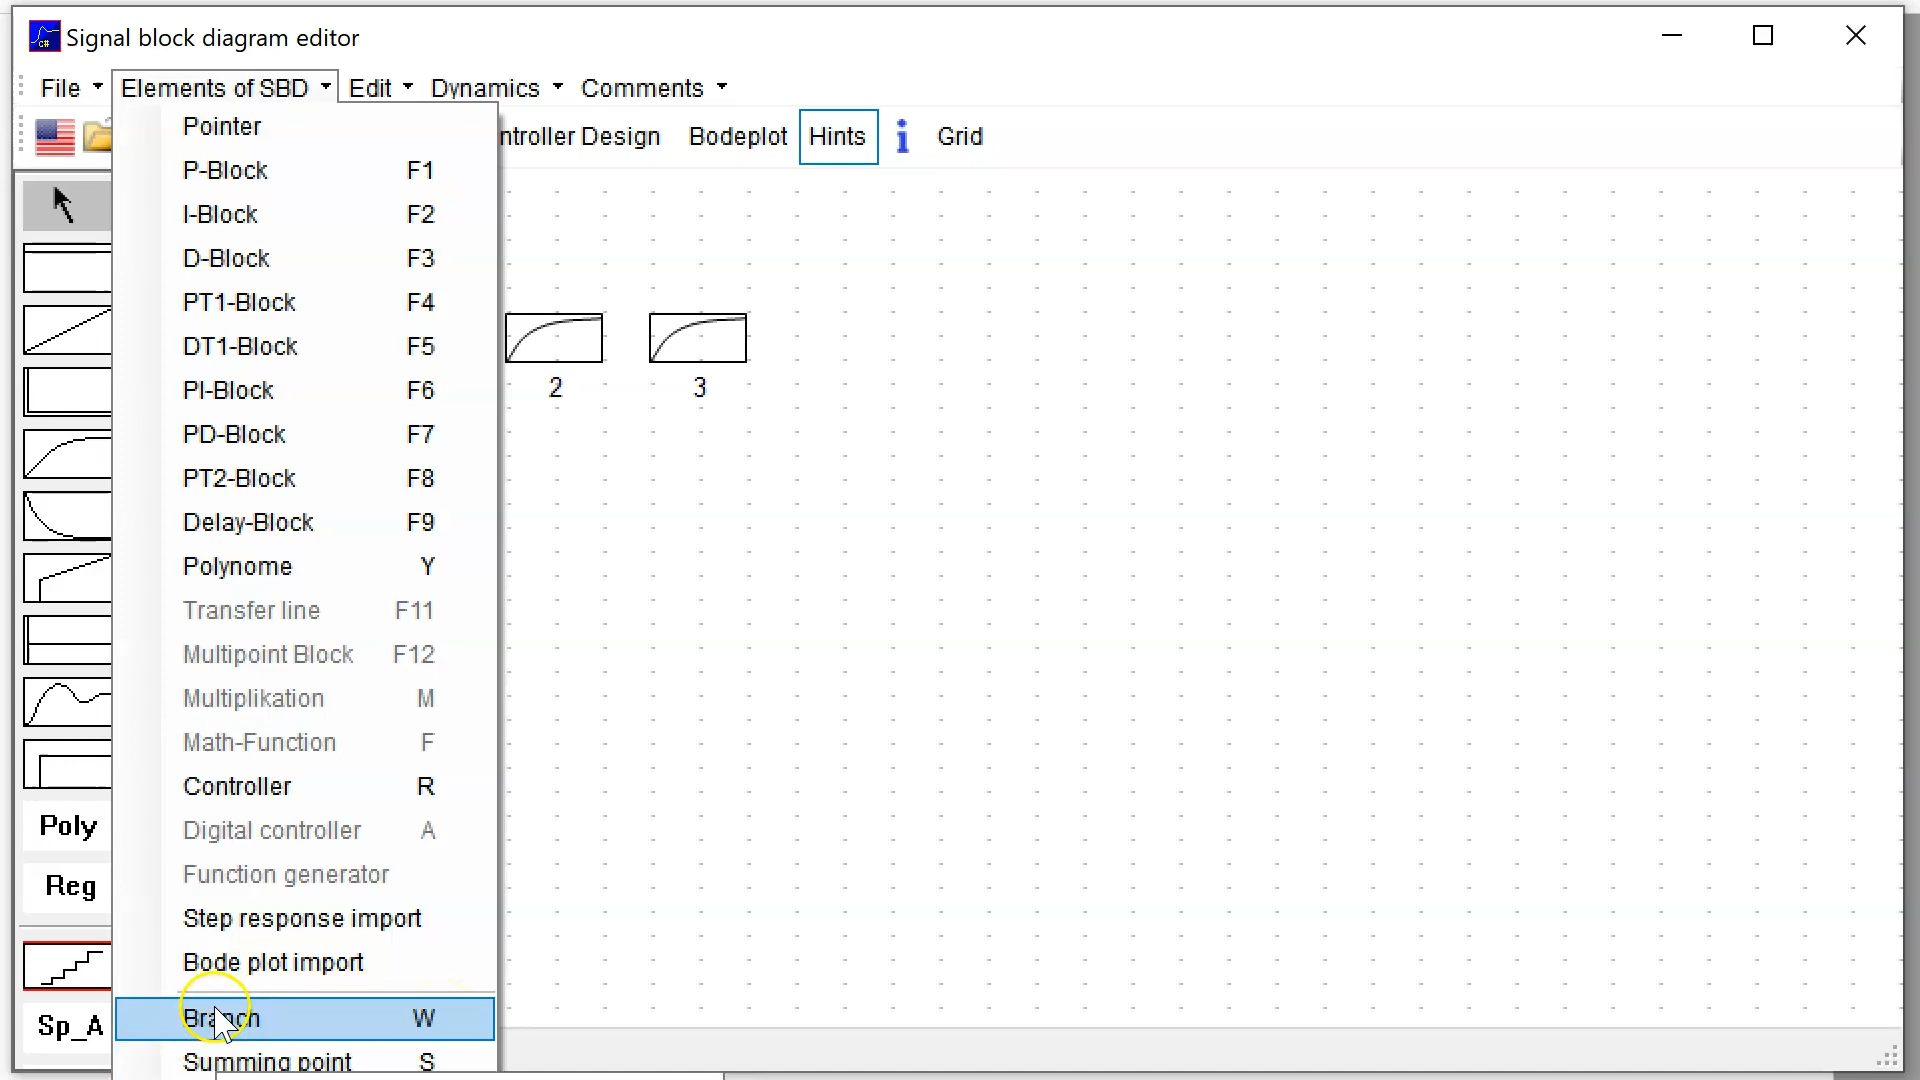 Signal block diagram editor
File Elements of SBD Edit Dynamics Comments
ntroller Design Bodeplot Hints i Grid
Pointer
P-Block F1
I-Block F2
D-Block F3
PT1-Block F4
DT1-Block F5
PI-Block F6
PD-Block F7
PT2-Block F8
Delay-Block F9
Polynome Y
Transfer line F11
Multipoint Block F12
Multiplikation M
Math-Function F
Controller R
Digital controller A
Function generator
Step response import
Bode plot import
Branch W
Summing point S
2 3
Poly
Reg
Sp_A